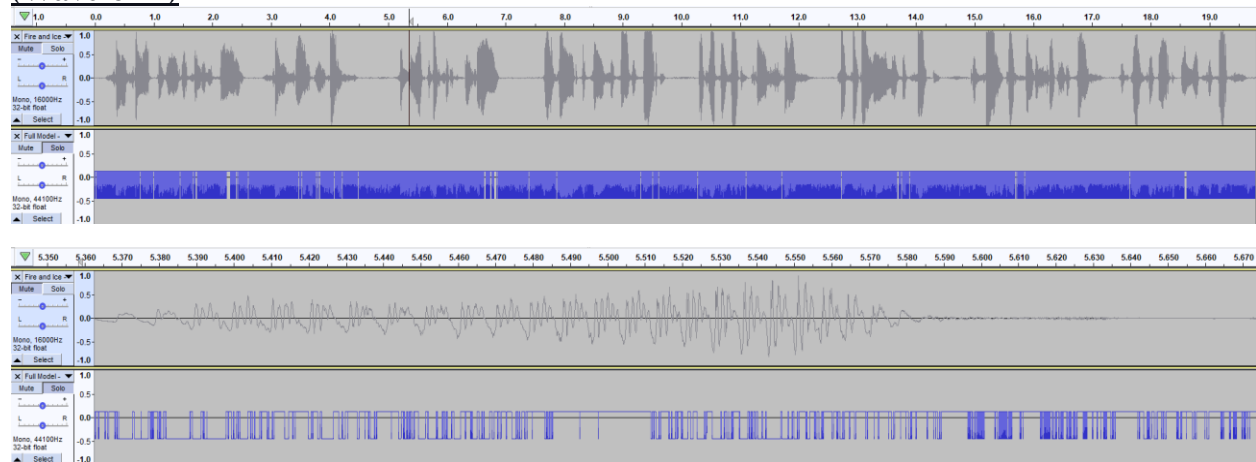 1.0 0.0 1.0 2.0 3.0 4.0 5.0 6.0 7.0 8.0 9.0 10.0 11.0 12.0 13.0 14.0 15.0 16.0 17.0 18.0 19.0
× Fire and Ice 1.0
Mute Solo
0.5-
- +
L R 0.0-
Mono, 16000Hz
32-bit float -0.5-
Select -1.0
× Full Model - 1.0
Mute Solo
0.5-
- +
L R 0.0-
Mono, 44100Hz
32-bit float -0.5-
Select -1.0
5.350 5.360 5.370 5.380 5.390 5.400 5.410 5.420 5.430 5.440 5.450 5.460 5.470 5.480 5.490 5.500 5.510 5.520 5.530 5.540 5.550 5.560 5.570 5.580 5.590 5.600 5.610 5.620 5.630 5.640 5.650 5.660 5.670
× Fire and Ice 1.0
Mute Solo
0.5-
- +
L R 0.0-
Mono, 16000Hz
32-bit float -0.5-
Select -1.0
× Full Model - 1.0
Mute Solo
0.5-
- +
L R 0.0-
Mono, 44100Hz
32-bit float -0.5-
Select -1.0